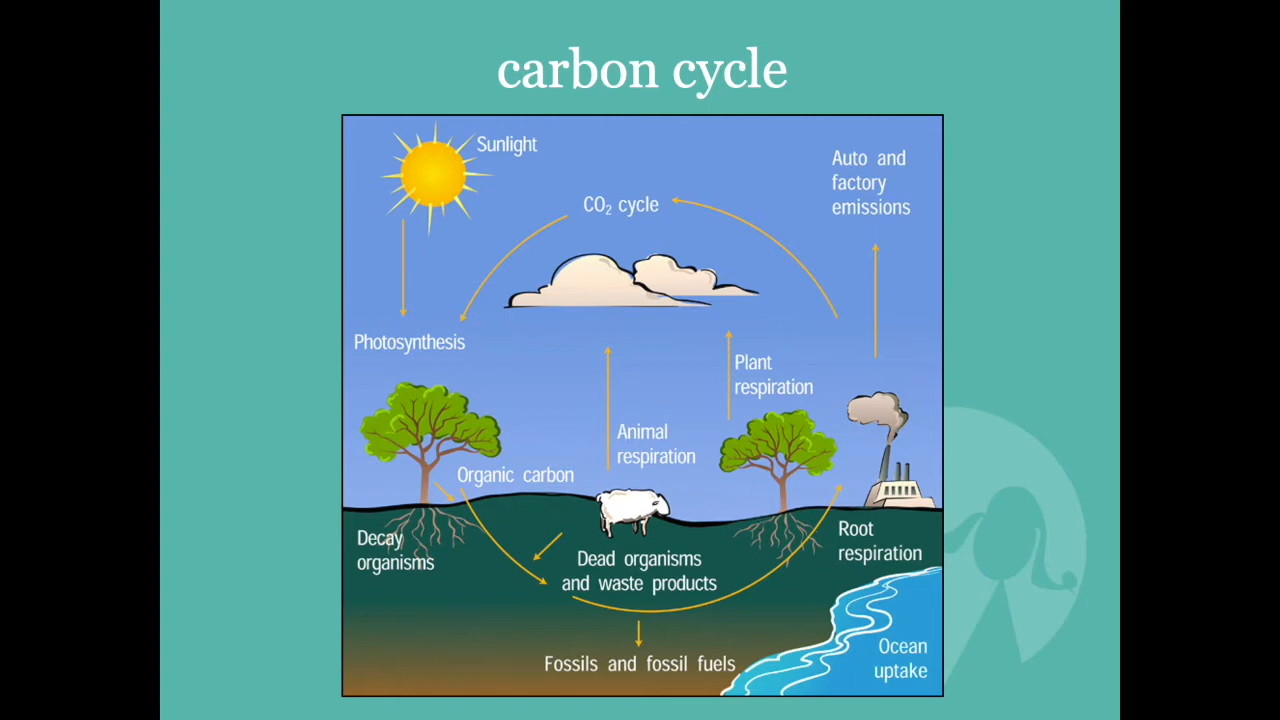 carbon cycle
Sunlight
Auto and
factory
emissions
CO₂ cycle
Photosynthesis
Plant
respiration
Animal
respiration
Organic carbon
Decay
organisms
Dead organisms
and waste products
Root
respiration
Fossils and fossil fuels
Ocean
uptake